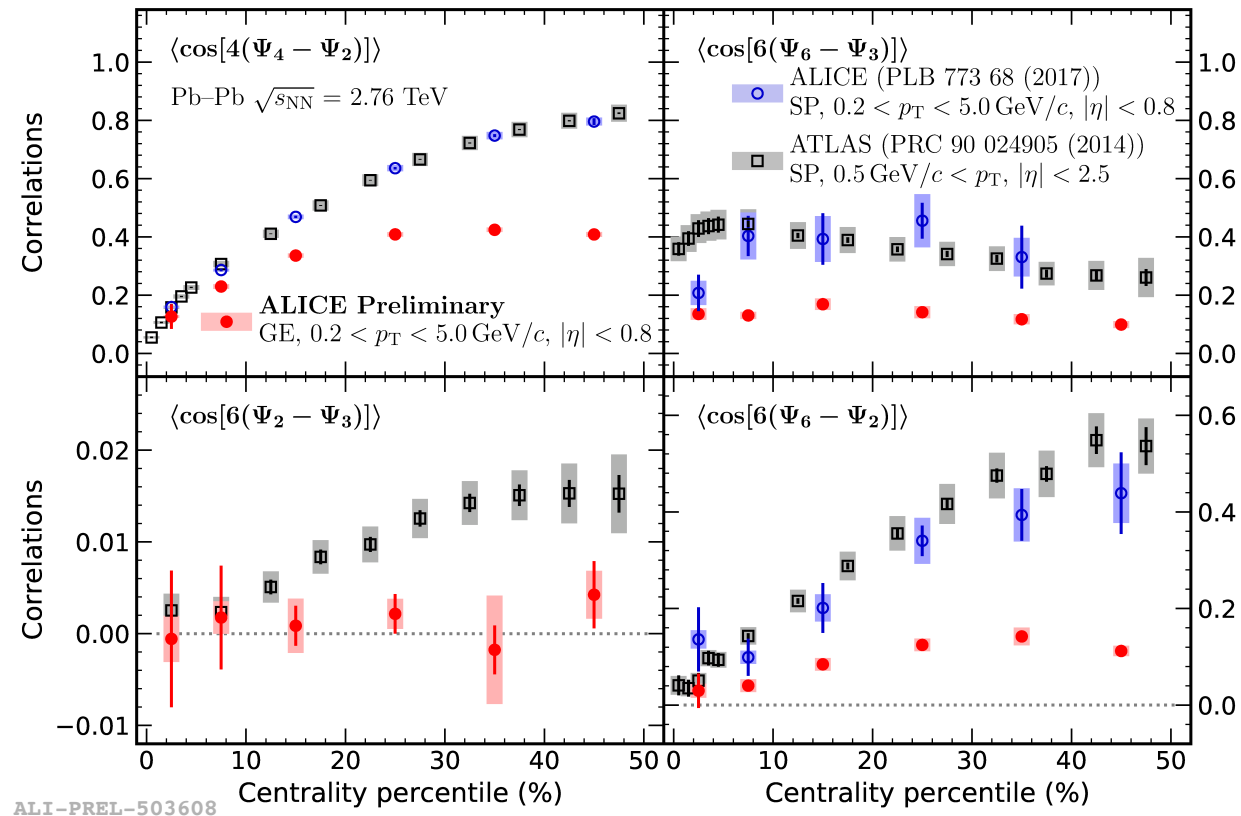 ⟨cos[4(Ψ₄ − Ψ₂)]⟩
Pb–Pb √sNN = 2.76 TeV
1.0
0.8
0.6
0.4
0.2
0.0
Correlations
ALICE Preliminary
GE, 0.2 < pT < 5.0 GeV/c, |η| < 0.8
⟨cos[6(Ψ₆ − Ψ₃)]⟩
ALICE (PLB 773 68 (2017))
SP, 0.2 < pT < 5.0 GeV/c, |η| < 0.8
ATLAS (PRC 90 024905 (2014))
SP, 0.5 GeV/c < pT, |η| < 2.5
1.0
0.8
0.6
0.4
0.2
0.0
⟨cos[6(Ψ₂ − Ψ₃)]⟩
0.02
0.01
0.00
−0.01
Correlations
0 10 20 30 40 50
Centrality percentile (%)
⟨cos[6(Ψ₆ − Ψ₂)]⟩
0.6
0.4
0.2
0.0
0 10 20 30 40 50
Centrality percentile (%)
ALI-PREL-503608